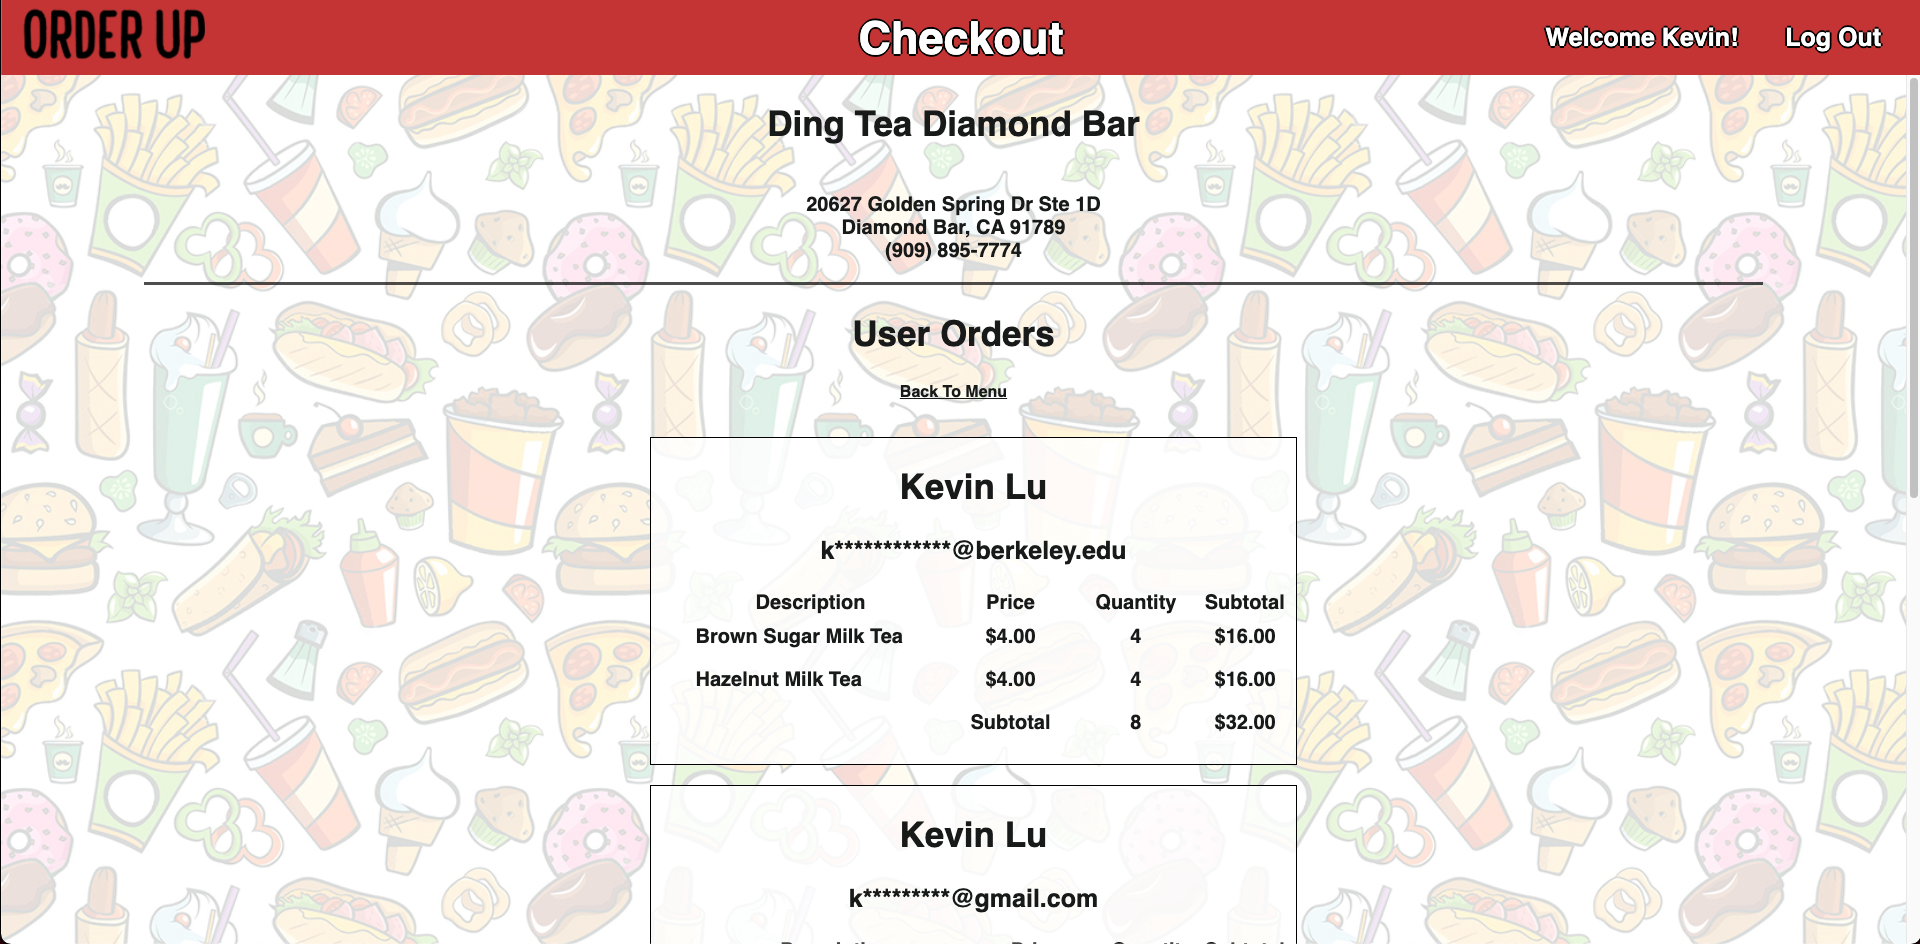 ORDER UP
Checkout
Welcome Kevin! Log Out
Ding Tea Diamond Bar
20627 Golden Spring Dr Ste 1D
Diamond Bar, CA 91789
(909) 895-7774
User Orders
Back To Menu
Kevin Lu
k************@berkeley.edu
Description Price Quantity Subtotal
Brown Sugar Milk Tea $4.00 4 $16.00
Hazelnut Milk Tea $4.00 4 $16.00
Subtotal 8 $32.00
Kevin Lu
k*********@gmail.com